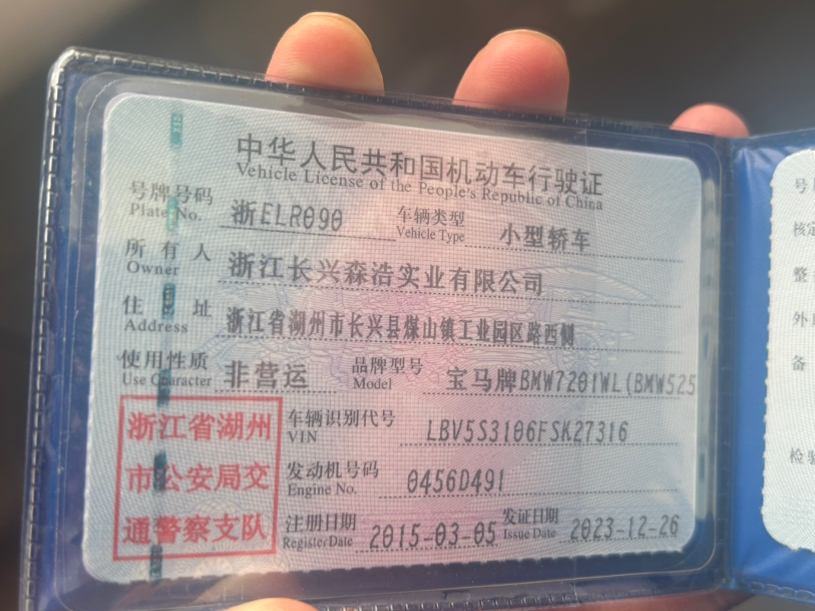 中华人民共和国机动车行驶证
Vehicle License of the People's Republic of China
号牌号码 浙ELR090 车辆类型 小型轿车
Plate No. Vehicle Type
所有人 浙江长兴森浩实业有限公司
Owner
住址 浙江省湖州市长兴县煤山镇工业园区路西侧
Address
使用性质 非营运 品牌型号 宝马牌BMW7201WL(BMW525
Use Character Model
浙江省湖州
市公安局交
通警察支队
车辆识别代号 LBV5S3106FSK27316
VIN
发动机号码 0456D491
Engine No.
注册日期 2015-03-05 发证日期 2023-12-26
Register Date Issue Date
号
核定
整
外
备
检验